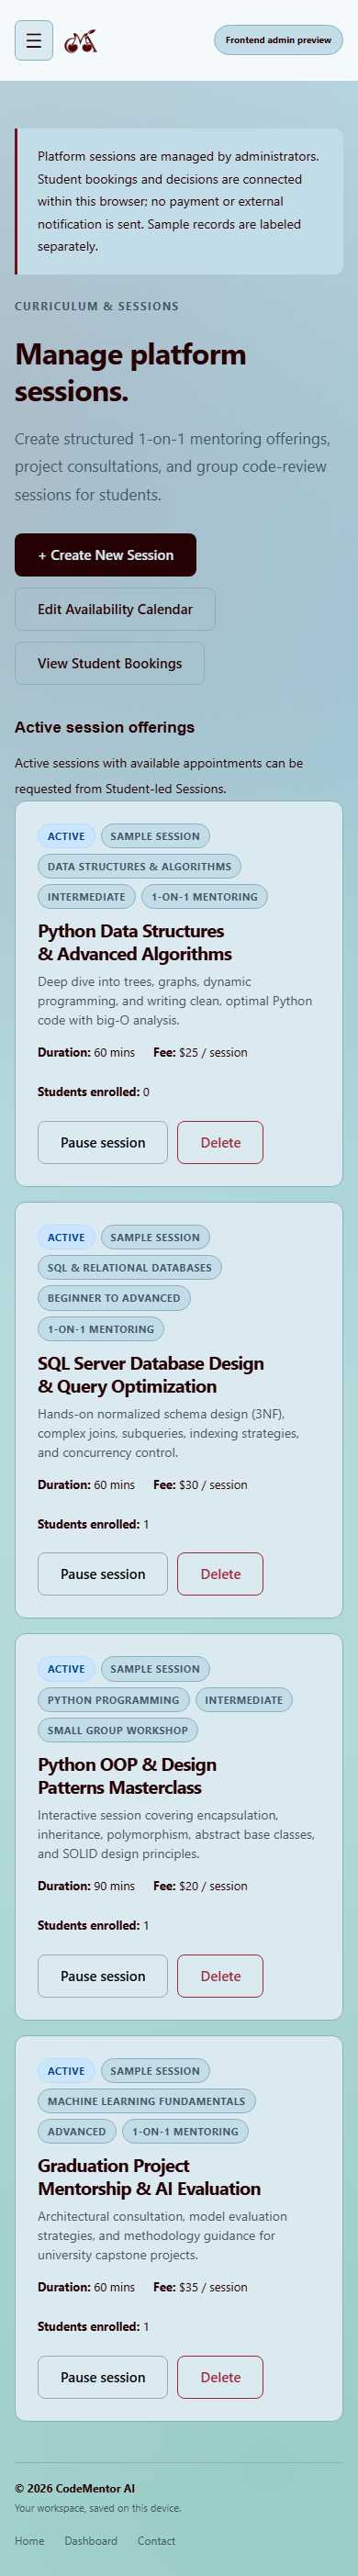 ☰
Frontend admin preview
Platform sessions are managed by administrators.
Student bookings and decisions are connected
within this browser; no payment or external
notification is sent. Sample records are labeled
separately.
CURRICULUM & SESSIONS
Manage platform
sessions.
Create structured 1-on-1 mentoring offerings,
project consultations, and group code-review
sessions for students.
+ Create New Session
Edit Availability Calendar
View Student Bookings
Active session offerings
Active sessions with available appointments can be
requested from Student-led Sessions.
ACTIVE SAMPLE SESSION
DATA STRUCTURES & ALGORITHMS
INTERMEDIATE 1-ON-1 MENTORING
Python Data Structures
& Advanced Algorithms
Deep dive into trees, graphs, dynamic
programming, and writing clean, optimal Python
code with big-O analysis.
Duration: 60 mins Fee: $25 / session
Students enrolled: 0
Pause session Delete
ACTIVE SAMPLE SESSION
SQL & RELATIONAL DATABASES
BEGINNER TO ADVANCED
1-ON-1 MENTORING
SQL Server Database Design
& Query Optimization
Hands-on normalized schema design (3NF),
complex joins, subqueries, indexing strategies,
and concurrency control.
Duration: 60 mins Fee: $30 / session
Students enrolled: 1
Pause session Delete
ACTIVE SAMPLE SESSION
PYTHON PROGRAMMING INTERMEDIATE
SMALL GROUP WORKSHOP
Python OOP & Design
Patterns Masterclass
Interactive session covering encapsulation,
inheritance, polymorphism, abstract base classes,
and SOLID design principles.
Duration: 90 mins Fee: $20 / session
Students enrolled: 1
Pause session Delete
ACTIVE SAMPLE SESSION
MACHINE LEARNING FUNDAMENTALS
ADVANCED 1-ON-1 MENTORING
Graduation Project
Mentorship & AI Evaluation
Architectural consultation, model evaluation
strategies, and methodology guidance for
university capstone projects.
Duration: 60 mins Fee: $35 / session
Students enrolled: 1
Pause session Delete
© 2026 CodeMentor AI
Your workspace, saved on this device.
Home Dashboard Contact